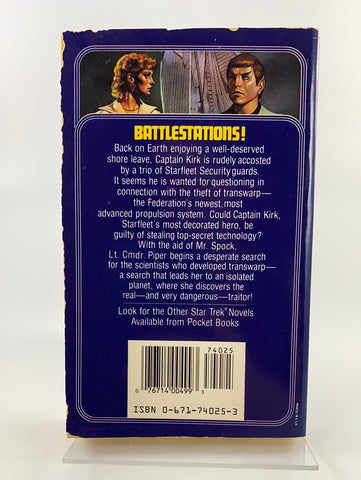 BATTLESTATIONS!
Back on Earth enjoying a well-deserved
shore leave, Captain Kirk is rudely accosted
by a trio of Starfleet Security guards.
It seems he is wanted for questioning in
connection with the theft of transwarp—
the Federation's newest, most
advanced propulsion system. Could Captain Kirk,
Starfleet's most decorated hero, be
guilty of stealing top-secret technology?
With the aid of Mr. Spock,
Lt. Cmdr. Piper begins a desperate search
for the scientists who developed transwarp—
a search that leads her to an isolated
planet, where she discovers the
real—and very dangerous—traitor!
Look for the Other Star Trek® Novels
Available from Pocket Books
74025
0 76714 00499 3
ISBN 0-671-74025-3